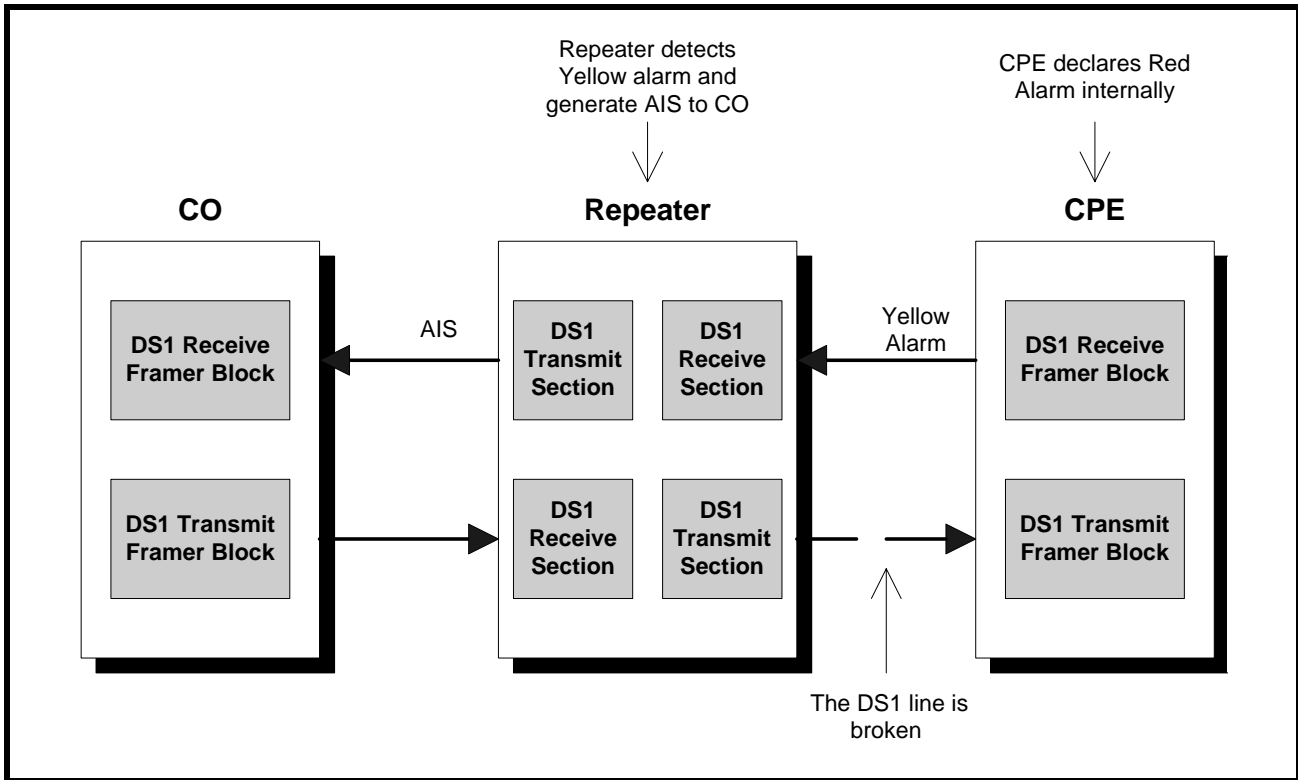 Repeater detects
Yellow alarm and
generate AIS to CO
CPE declares Red
Alarm internally
CO
Repeater
CPE
DS1 Receive
Framer Block
AIS
DS1
Transmit
Section
DS1
Receive
Section
Yellow
Alarm
DS1 Receive
Framer Block
DS1 Transmit
Framer Block
DS1
Receive
Section
DS1
Transmit
Section
DS1 Transmit
Framer Block
The DS1 line is
broken